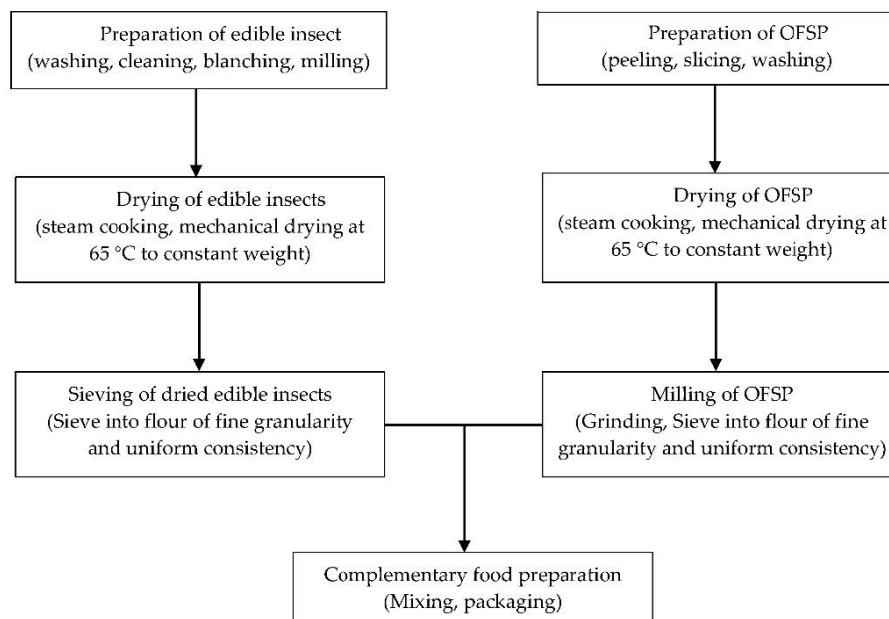 Preparation of edible insect
(washing, cleaning, blanching, milling)
Preparation of OFSP
(peeling, slicing, washing)
Drying of edible insects
(steam cooking, mechanical drying at
65 °C to constant weight)
Drying of OFSP
(steam cooking, mechanical drying at
65 °C to constant weight)
Sieving of dried edible insects
(Sieve into flour of fine granularity
and uniform consistency)
Milling of OFSP
(Grinding, Sieve into flour of fine
granularity and uniform consistency)
Complementary food preparation
(Mixing, packaging)